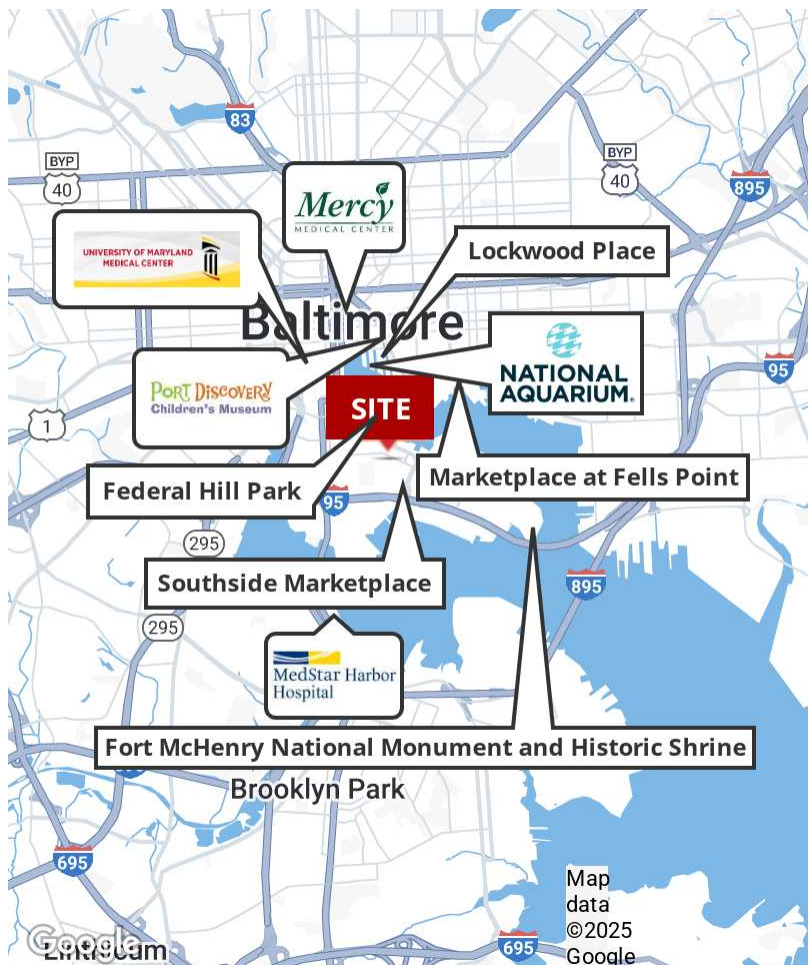 83
BYP
40
BYP
40
895
Mercy
MEDICAL CENTER
UNIVERSITY OF MARYLAND
MEDICAL CENTER
Lockwood Place
Baltimore
NATIONAL
AQUARIUM®
95
PORT DISCOVERY
Children's Museum
SITE
1
Marketplace at Fells Point
Federal Hill Park
95
295
Southside Marketplace
895
295
MedStar Harbor
Hospital
Fort McHenry National Monument and Historic Shrine
Brooklyn Park
695
Map
data
©2025
Google
Google
Linthicum
695